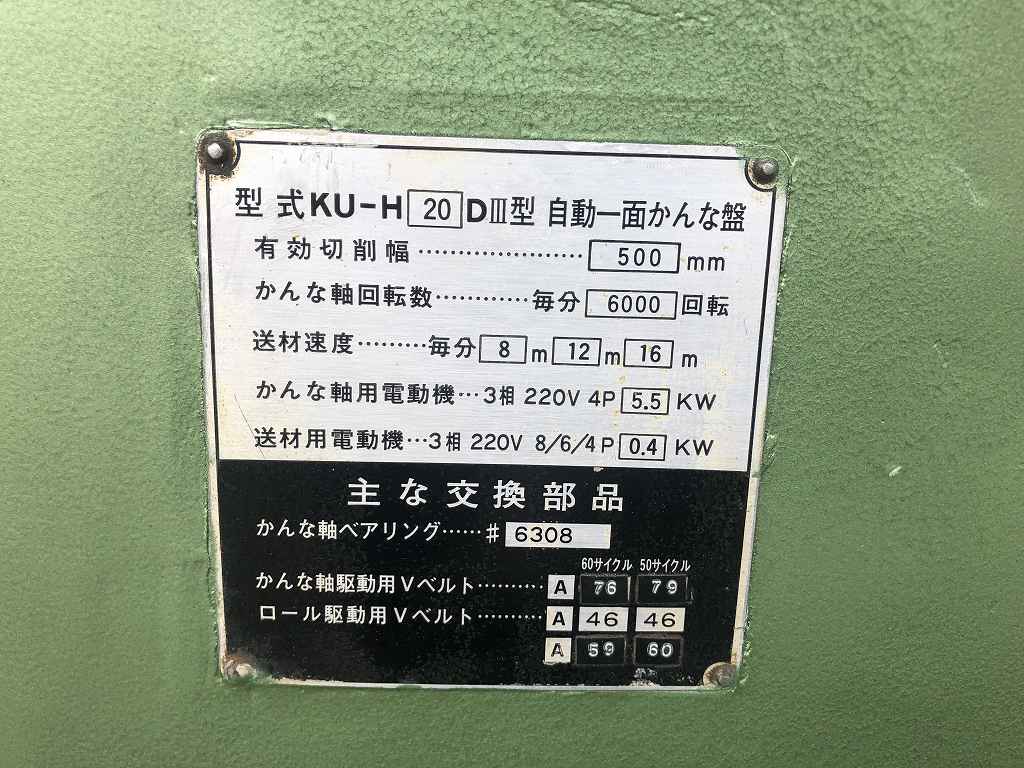 型式KU-H20DⅢ型 自動一面かんな盤
有効切削幅………………… 500 mm
かんな軸回転数………… 毎分 6000 回転
送材速度……… 毎分 8 m 12 m 16 m
かんな軸用電動機…3相 220V 4P 5.5 KW
送材用電動機…3相 220V 8/6/4P 0.4 KW
主な交換部品
かんな軸ベアリング……# 6308
60サイクル 50サイクル
かんな軸駆動用Vベルト……… A 76 79
ロール駆動用Vベルト……… A 46 46
A 59 60